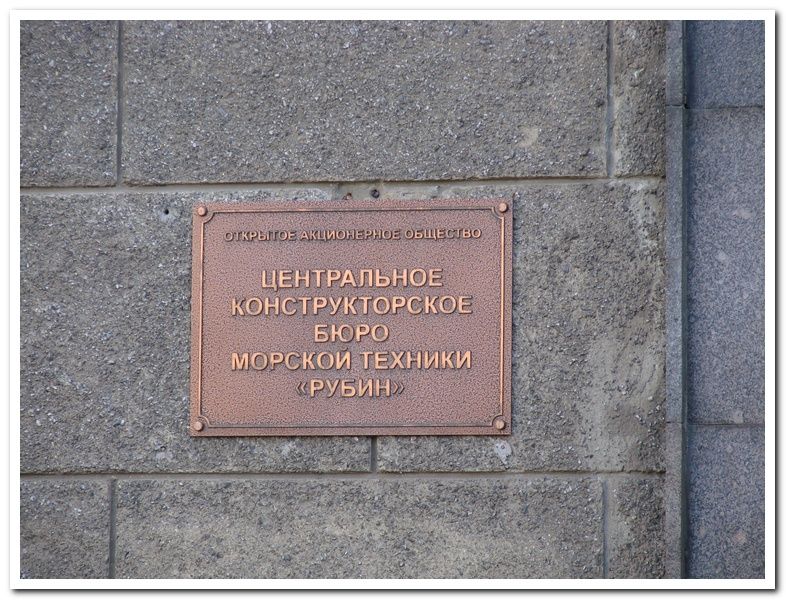 ОТКРЫТОЕ АКЦИОНЕРНОЕ ОБЩЕСТВО
ЦЕНТРАЛЬНОЕ
КОНСТРУКТОРСКОЕ
БЮРО
МОРСКОЙ ТЕХНИКИ
«РУБИН»